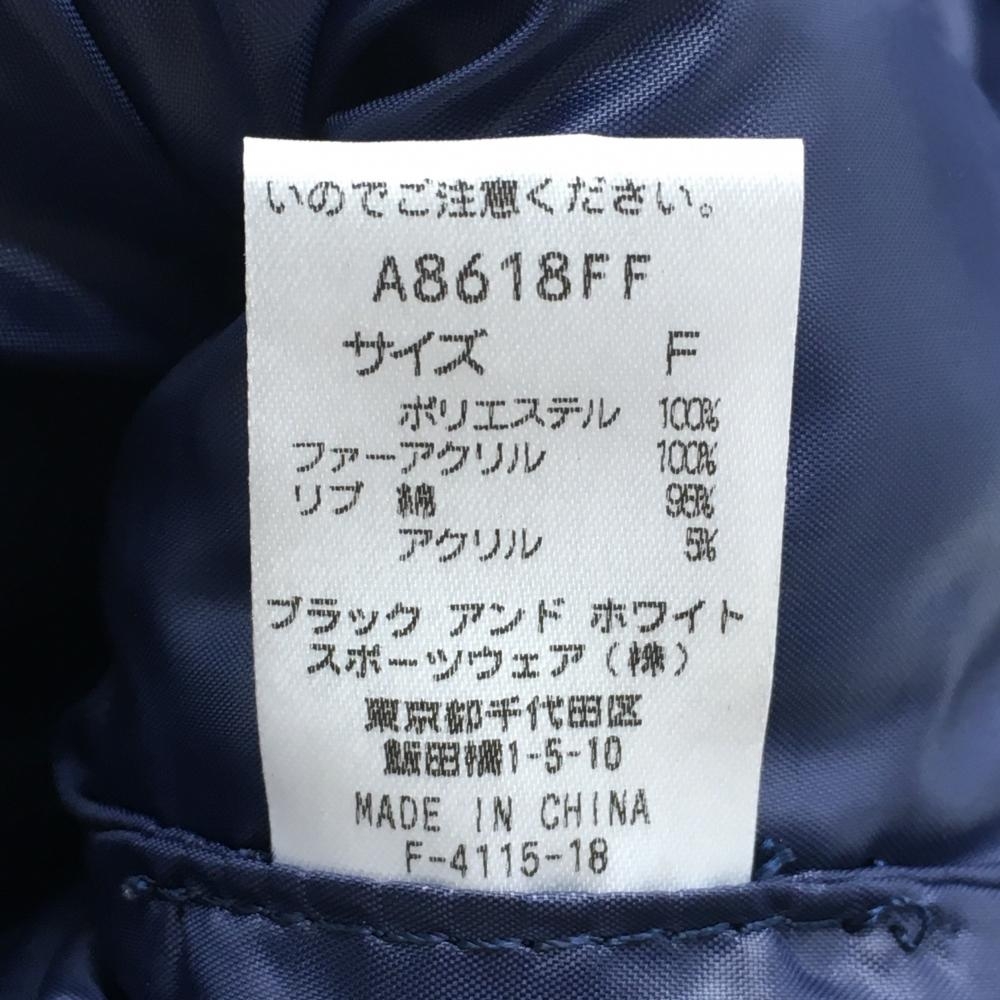 いのでご注意ください。
A8618FF
サイズ F
ポリエステル 100%
ファーアクリル 100%
リブ 綿 95%
アクリル 5%
ブラック アンド ホワイト
スポーツウェア(株)
東京都千代田区
飯田橋1-5-10
MADE IN CHINA
F-4115-18